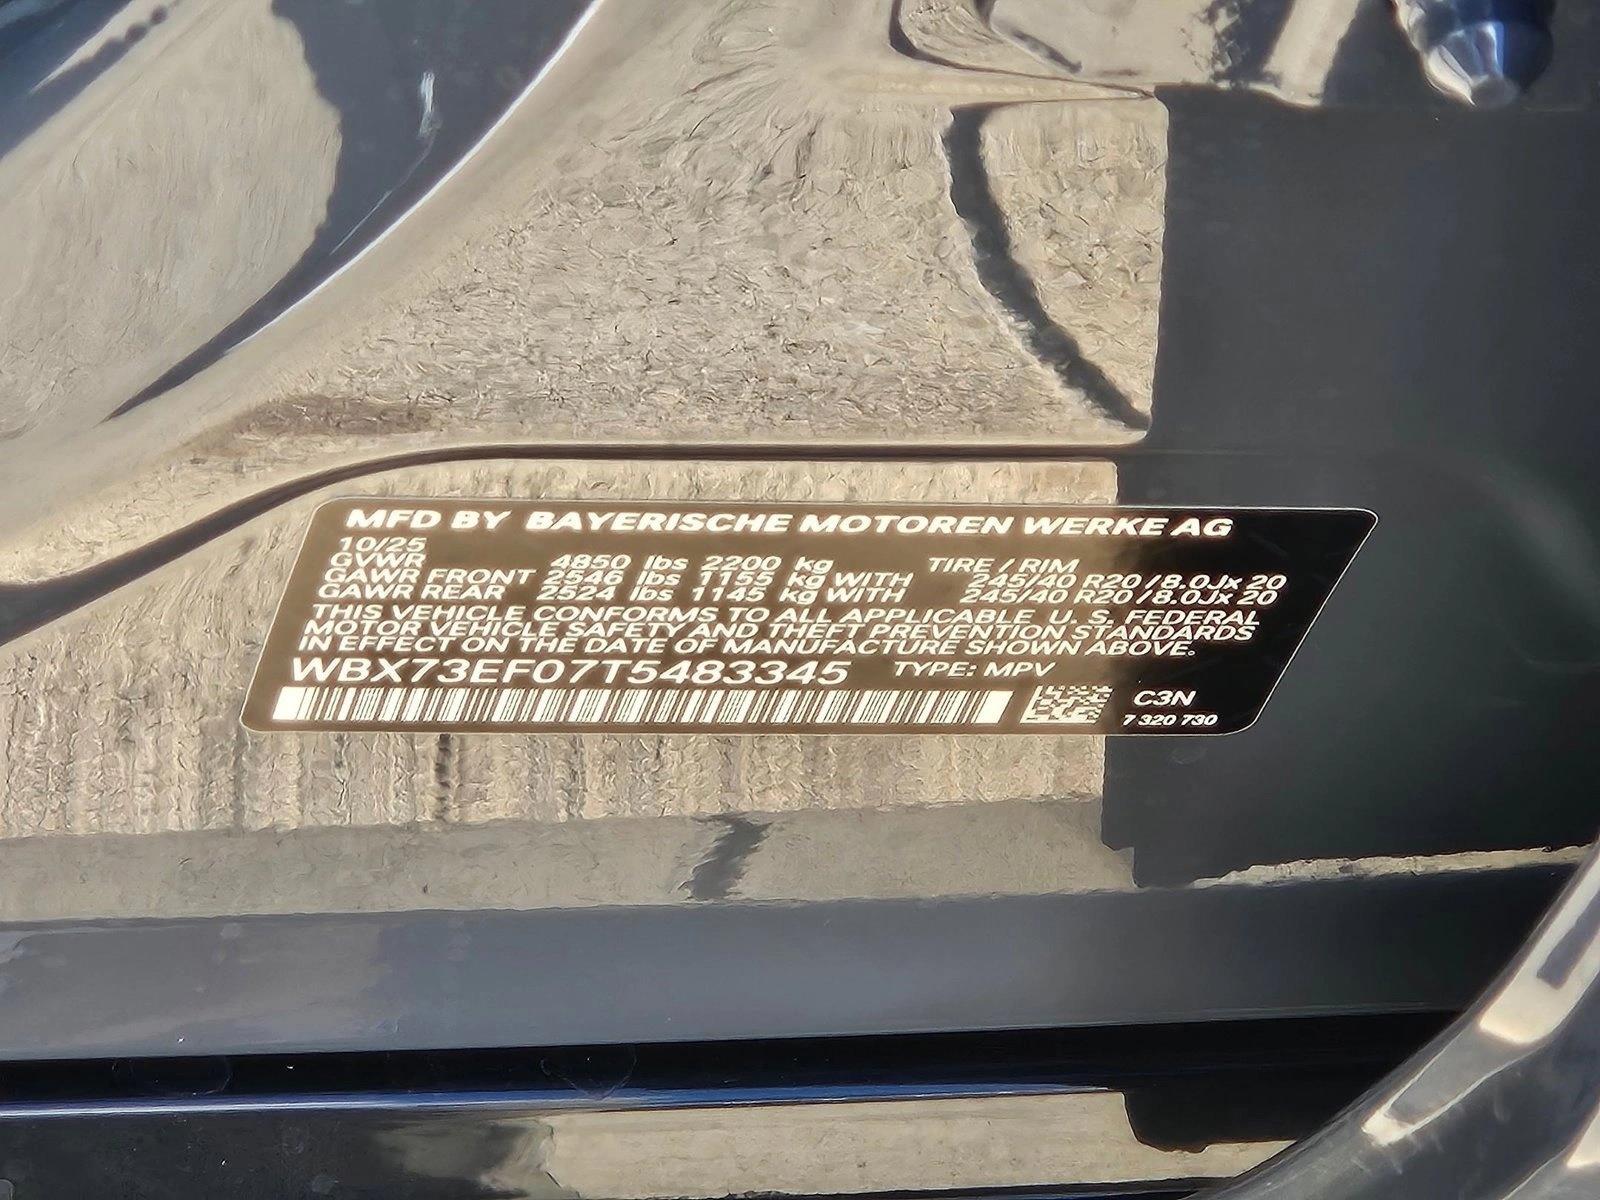 MFD BY BAYERISCHE MOTOREN WERKE AG
10/25
GVWR 4850 lbs 2200 kg TIRE / RIM
GAWR FRONT 2546 lbs 1155 kg WITH 245/40 R20 / 8.0Jx 20
GAWR REAR 2524 lbs 1145 kg WITH 245/40 R20 / 8.0Jx 20
THIS VEHICLE CONFORMS TO ALL APPLICABLE U. S. FEDERAL
MOTOR VEHICLE SAFETY AND THEFT PREVENTION STANDARDS
IN EFFECT ON THE DATE OF MANUFACTURE SHOWN ABOVE.
WBX73EF07T5483345 TYPE: MPV
C3N
7 320 730